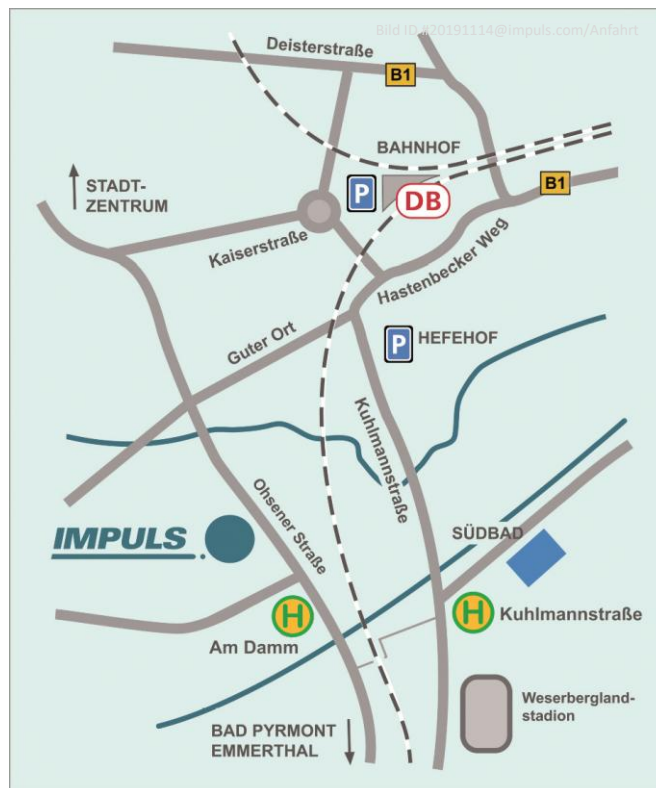 Bild ID #20191114@impuls.com/Anfahrt
Deisterstraße
B1
BAHNHOF
P
DB
B1
STADT-
ZENTRUM
Kaiserstraße
Hastenbecker Weg
Guter Ort
P
HEFEHOF
Kuhlmannstraße
Ohsener Straße
IMPULS
SÜDBAD
H
Am Damm
H
Kuhlmannstraße
Weserbergland-
stadion
BAD PYRMONT
EMMERTHAL